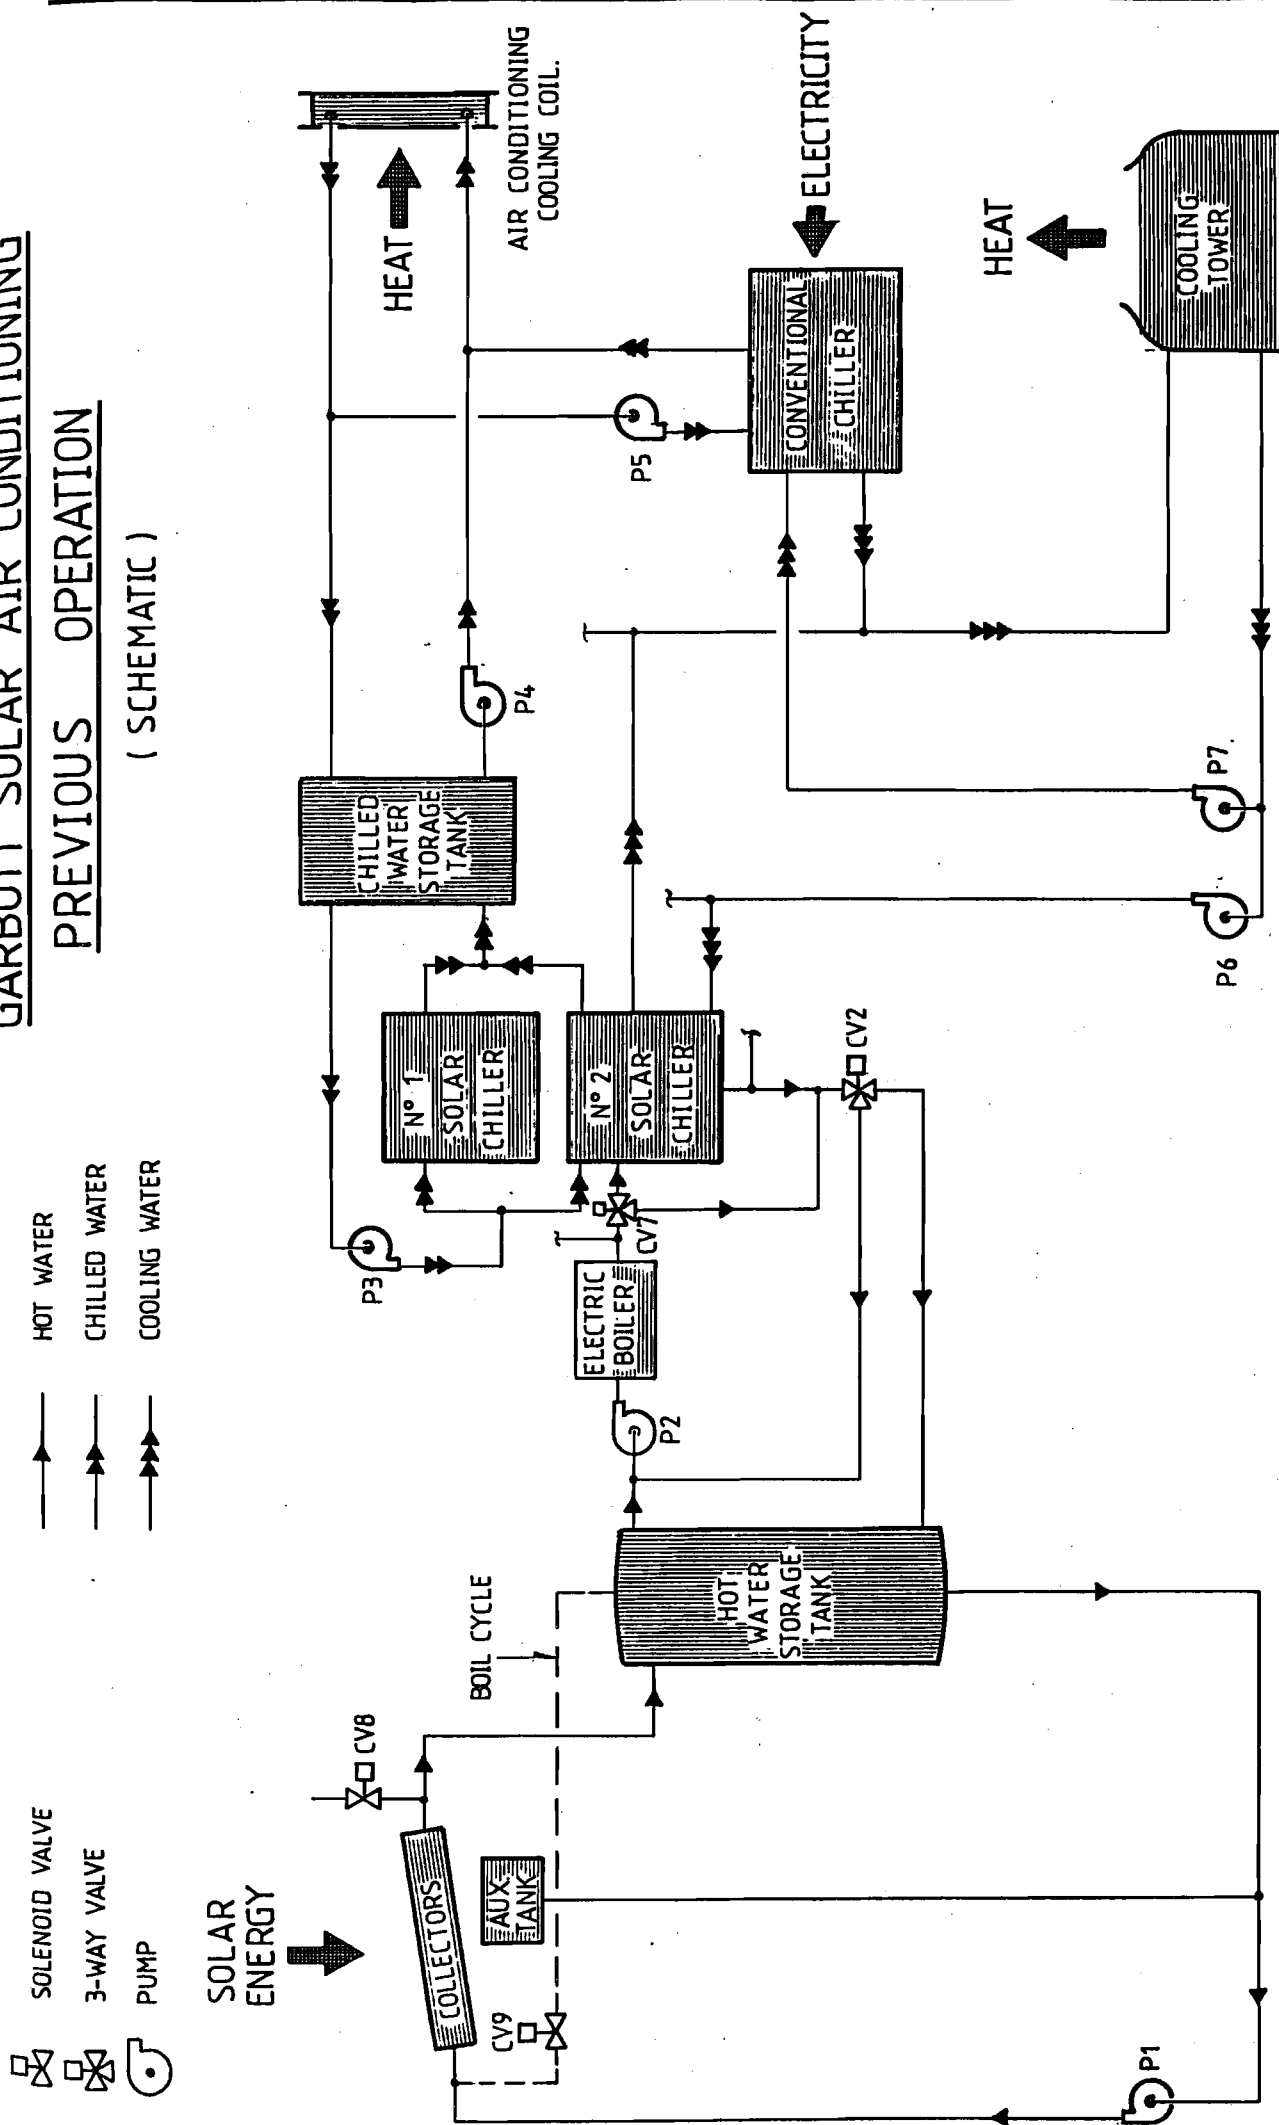 GARBUTT SOLAR AIR CONDITIONING
PREVIOUS OPERATION
( SCHEMATIC )
SOLENOID VALVE
3-WAY VALVE
PUMP
HOT WATER
CHILLED WATER
COOLING WATER
SOLAR
ENERGY
COLLECTORS
CV8
CV9
AUX.
TANK
BOIL CYCLE
HOT
WATER
STORAGE
TANK
P1
P2
ELECTRIC
BOILER
CV7
CV2
P3
Nº 1
SOLAR
CHILLER
Nº 2
SOLAR
CHILLER
CHILLED
WATER
STORAGE
TANK
P4
P5
P6
P7
HEAT
AIR CONDITIONING
COOLING COIL.
CONVENTIONAL
CHILLER
ELECTRICITY
HEAT
COOLING
TOWER